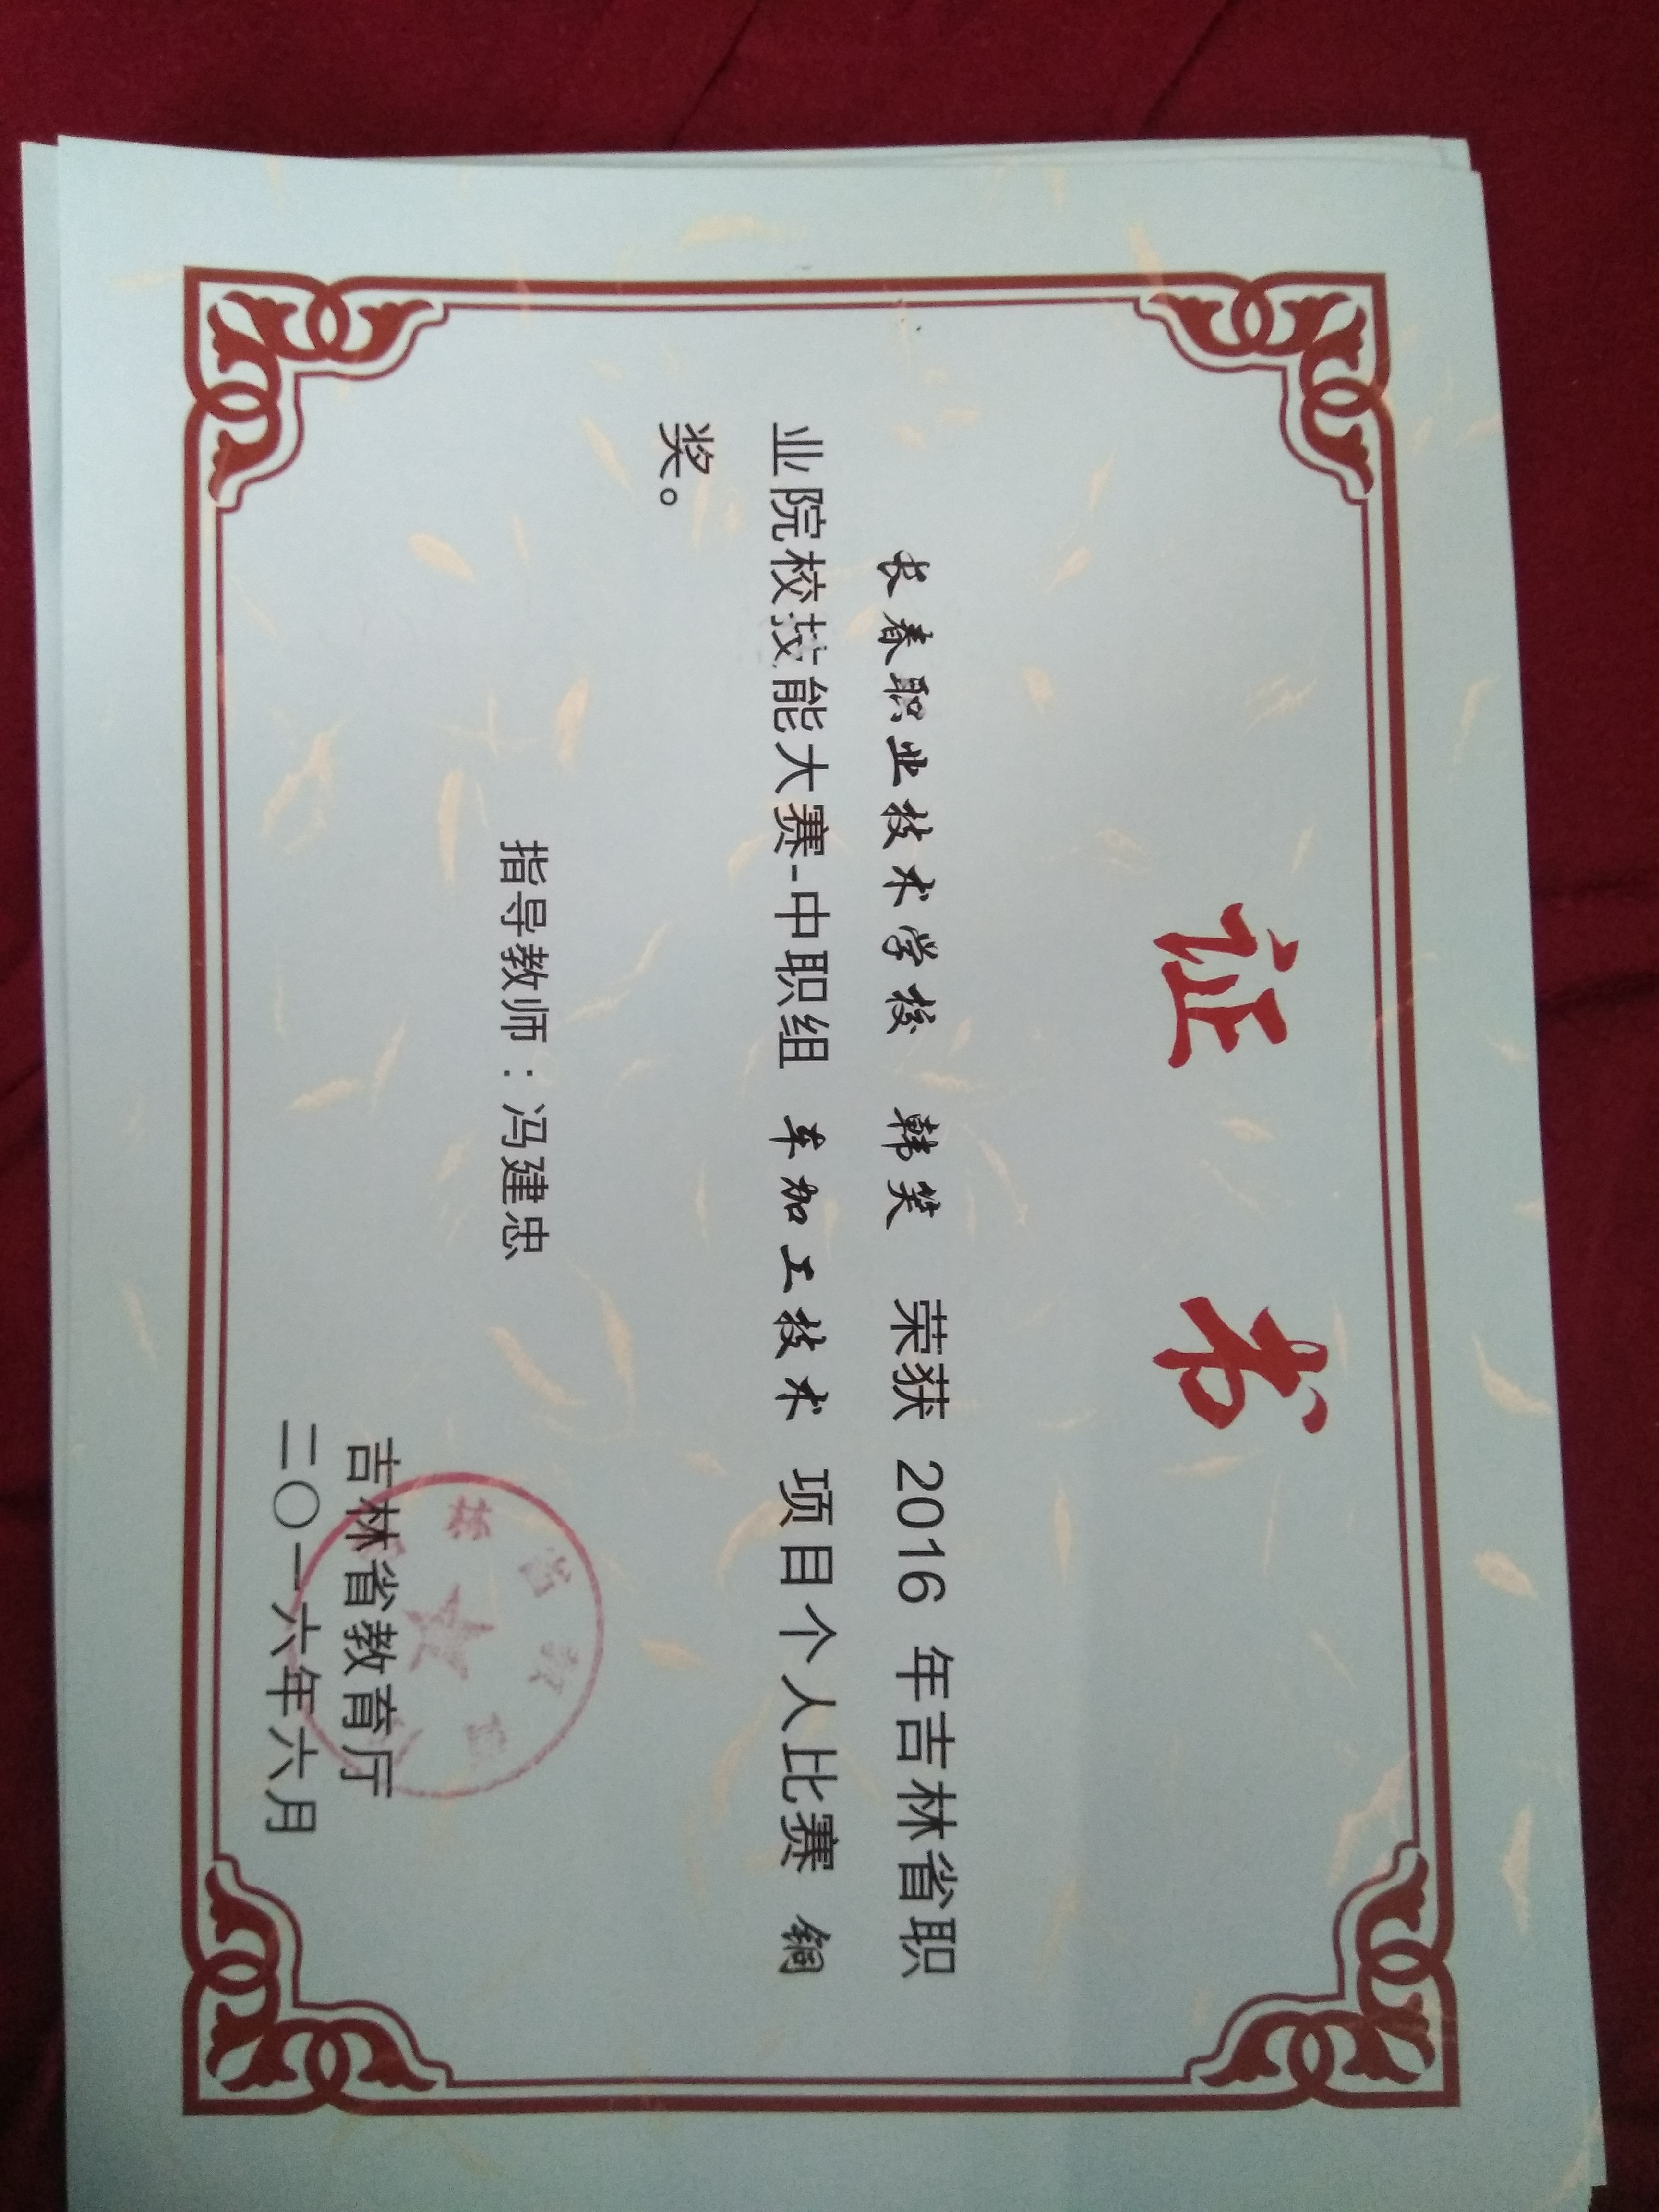 证 书
长春职业技术学校 韩笑 荣获 2016 年吉林省职
业院校技能大赛-中职组 车加工技术 项目个人比赛 铜
奖。
指导教师：冯建忠
吉林省教育厅
二〇一六年六月